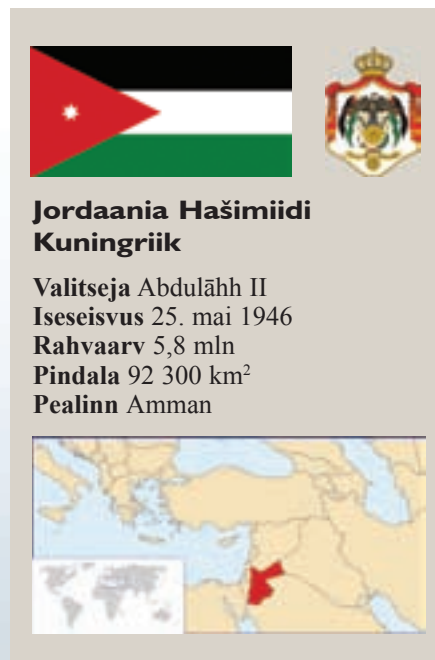 Jordaania Hašimiidi
Kuningriik
Valitseja Abdulāhh II
Iseseisvus 25. mai 1946
Rahvaarv 5,8 mln
Pindala 92 300 km²
Pealinn Amman